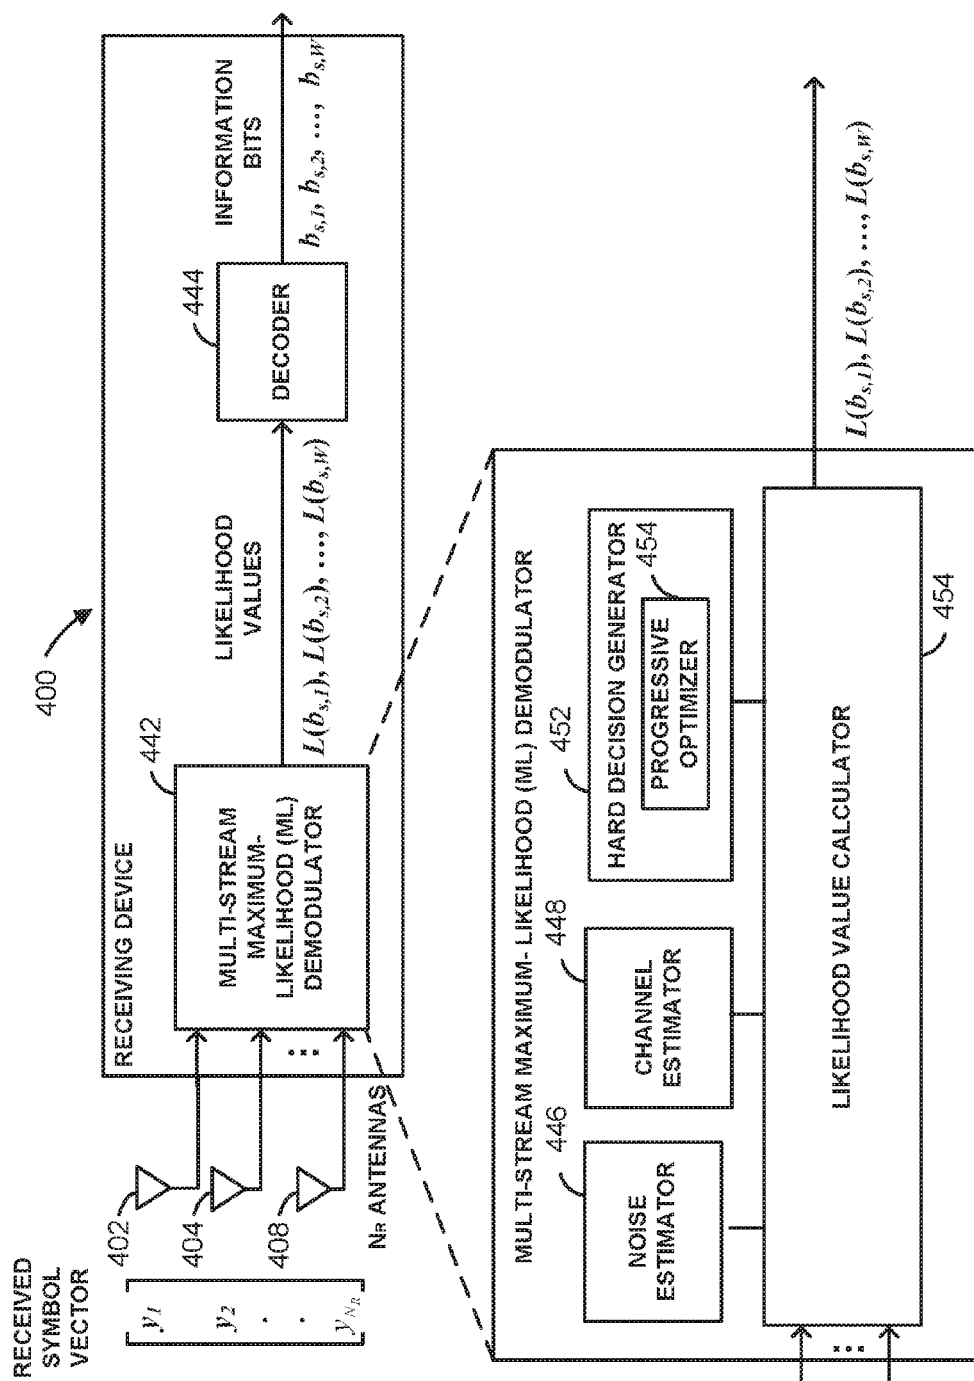 400
RECEIVED
SYMBOL
VECTOR
y1
y2
.
.
yNR
402
404
408
NR ANTENNAS
...
RECEIVING DEVICE
442
MULTI-STREAM
MAXIMUM-
LIKELIHOOD (ML)
DEMODULATOR
LIKELIHOOD
VALUES
L(bs,1), L(bs,2), ..., L(bs,W)
444
DECODER
INFORMATION
BITS
bs,1, bs,2, ..., bs,W
MULTI-STREAM MAXIMUM- LIKELIHOOD (ML) DEMODULATOR
446
NOISE
ESTIMATOR
448
CHANNEL
ESTIMATOR
452
HARD DECISION GENERATOR
454
PROGRESSIVE
OPTIMIZER
...
LIKELIHOOD VALUE CALCULATOR
454
L(bs,1), L(bs,2), ..., L(bs,W)